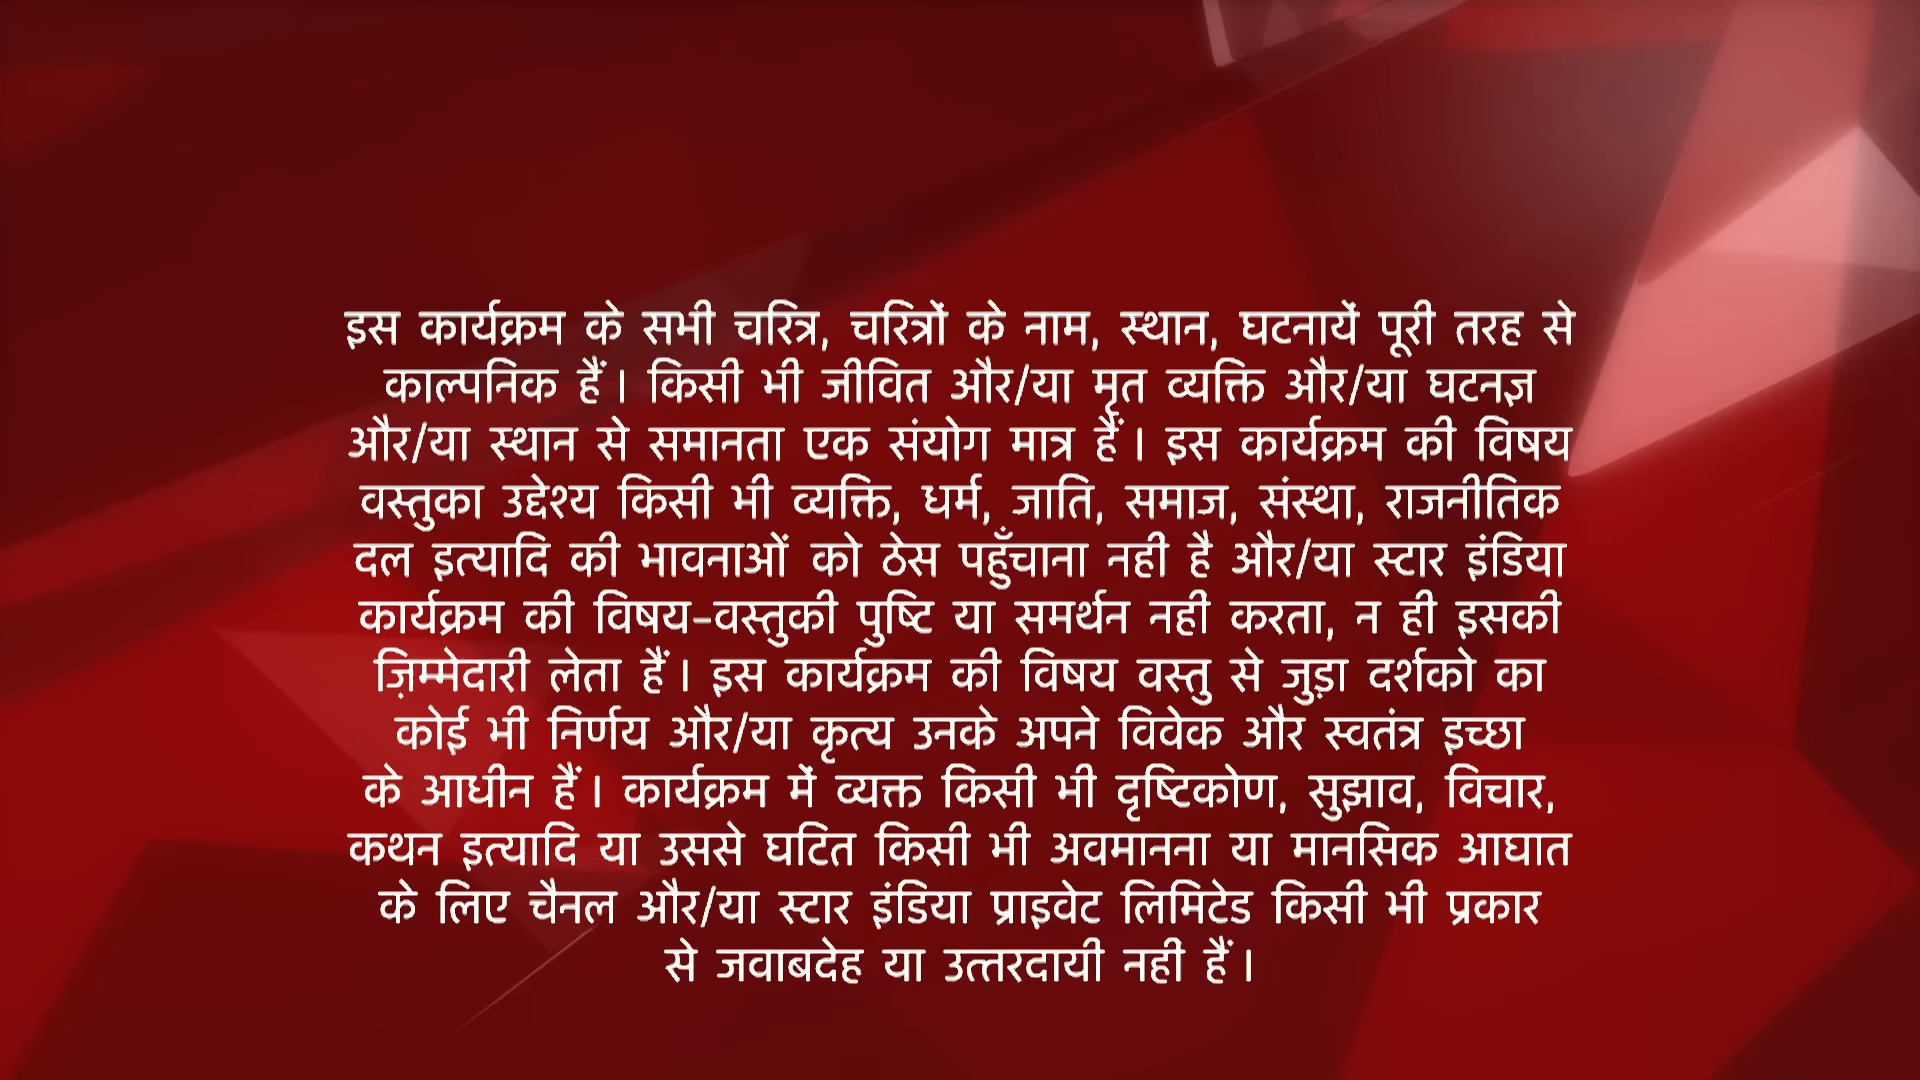 इस कार्यक्रम के सभी चरित्र, चरित्रों के नाम, स्थान, घटनायें पूरी तरह से
काल्पनिक हैं। किसी भी जीवित और/या मृत व्यक्ति और/या घटनज्ञ
और/या स्थान से समानता एक संयोग मात्र हैं। इस कार्यक्रम की विषय
वस्तुका उद्देश्य किसी भी व्यक्ति, धर्म, जाति, समाज, संस्था, राजनीतिक
दल इत्यादि की भावनाओं को ठेस पहुँचाना नही है और/या स्टार इंडिया
कार्यक्रम की विषय-वस्तुकी पुष्टि या समर्थन नही करता, न ही इसकी
ज़िम्मेदारी लेता हैं। इस कार्यक्रम की विषय वस्तु से जुड़ा दर्शको का
कोई भी निर्णय और/या कृत्य उनके अपने विवेक और स्वतंत्र इच्छा
के आधीन हैं। कार्यक्रम में व्यक्त किसी भी दृष्टिकोण, सुझाव, विचार,
कथन इत्यादि या उससे घटित किसी भी अवमानना या मानसिक आघात
के लिए चैनल और/या स्टार इंडिया प्राइवेट लिमिटेड किसी भी प्रकार
से जवाबदेह या उत्तरदायी नही हैं।